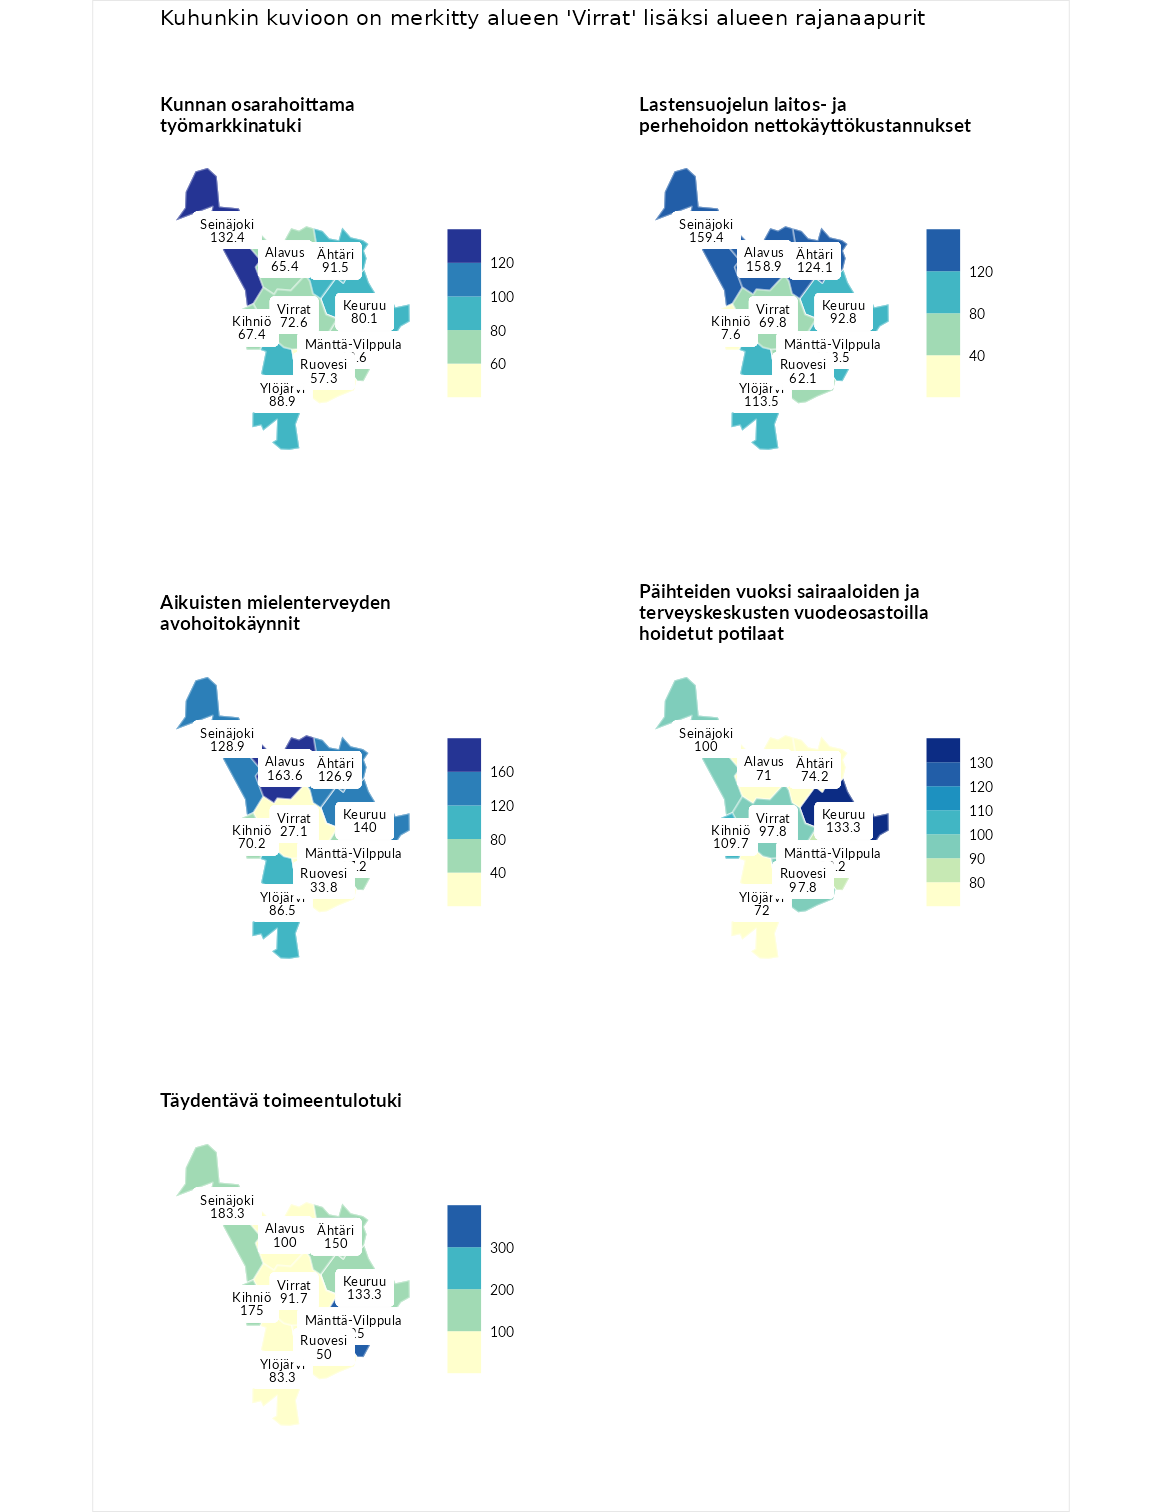 Kuhunkin kuvioon on merkitty alueen 'Virrat' lisäksi alueen rajanaapurit
Kunnan osarahoittama
työmarkkinatuki
Seinäjoki
132.4
Alavus
65.4
Ähtäri
91.5
Virrat
72.6
Keuruu
80.1
Kihniö
67.4
Mänttä-Vilppula
Ruovesi
57.3
Ylöjärvi
88.9
120
100
80
60
Lastensuojelun laitos- ja
perhehoidon nettokäyttökustannukset
Seinäjoki
159.4
Alavus
158.9
Ähtäri
124.1
Virrat
69.8
Keuruu
92.8
Kihniö
7.6
Mänttä-Vilppula
Ruovesi
62.1
Ylöjärvi
113.5
120
80
40
Aikuisten mielenterveyden
avohoitokäynnit
Seinäjoki
128.9
Alavus
163.6
Ähtäri
126.9
Virrat
27.1
Keuruu
140
Kihniö
70.2
Mänttä-Vilppula
Ruovesi
33.8
Ylöjärvi
86.5
160
120
80
40
Päihteiden vuoksi sairaaloiden ja
terveyskeskusten vuodeosastoilla
hoidetut potilaat
Seinäjoki
100
Alavus
71
Ähtäri
74.2
Virrat
97.8
Keuruu
133.3
Kihniö
109.7
Mänttä-Vilppula
Ruovesi
97.8
Ylöjärvi
72
130
120
110
100
90
80
Täydentävä toimeentulotuki
Seinäjoki
183.3
Alavus
100
Ähtäri
150
Virrat
91.7
Keuruu
133.3
Kihniö
175
Mänttä-Vilppula
Ruovesi
50
Ylöjärvi
83.3
300
200
100